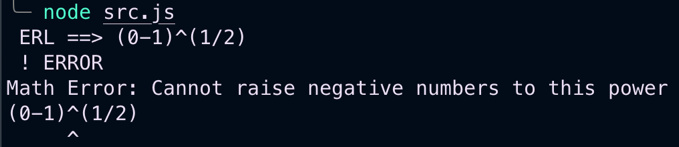 ╰─ node src.js
ERL ==> (0-1)^(1/2)
! ERROR
Math Error: Cannot raise negative numbers to this power
(0-1)^(1/2)
     ^